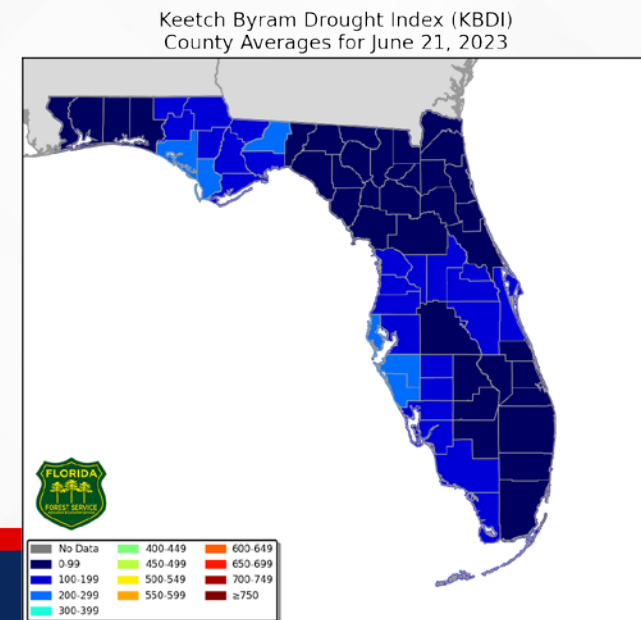 Keetch Byram Drought Index (KBDI)
County Averages for June 21, 2023
FLORIDA
FOREST SERVICE
No Data
0-99
100-199
200-299
300-399
400-449
450-499
500-549
550-599
600-649
650-699
700-749
≥750